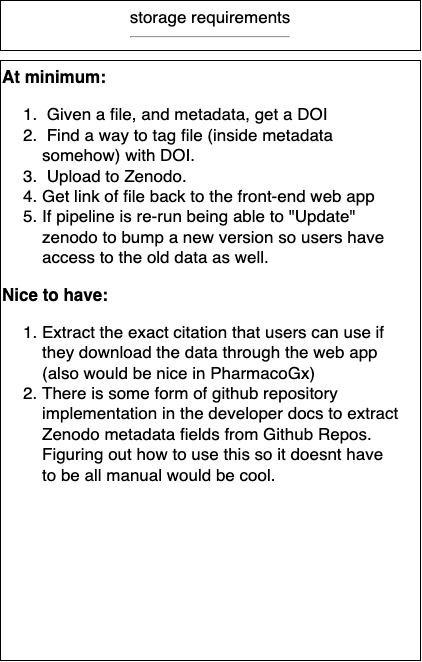 storage requirements
At minimum:
1. Given a file, and metadata, get a DOI
2. Find a way to tag file (inside metadata
somehow) with DOI.
3. Upload to Zenodo.
4. Get link of file back to the front-end web app
5. If pipeline is re-run being able to "Update"
zenodo to bump a new version so users have
access to the old data as well.
Nice to have:
1. Extract the exact citation that users can use if
they download the data through the web app
(also would be nice in PharmacoGx)
2. There is some form of github repository
implementation in the developer docs to extract
Zenodo metadata fields from Github Repos.
Figuring out how to use this so it doesnt have
to be all manual would be cool.